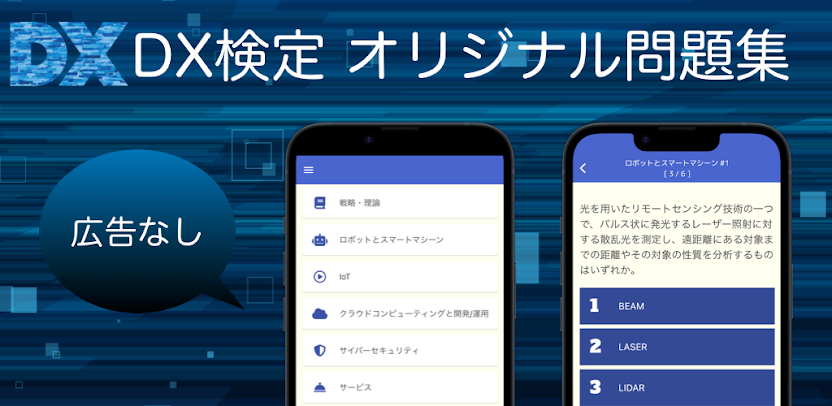 DX DX検定 オリジナル問題集
広告なし
戦略・理論
ロボットとスマートマシーン
IoT
クラウドコンピューティングと開発/運用
サイバーセキュリティ
サービス
ロボットとスマートマシーン #1
[ 3 / 6 ]
光を用いたリモートセンシング技術の一つ
で、パルス状に発光するレーザー照射に対
する散乱光を測定し、遠距離にある対象ま
での距離やその対象の性質を分析するもの
はいずれか。
1 BEAM
2 LASER
3 LIDAR